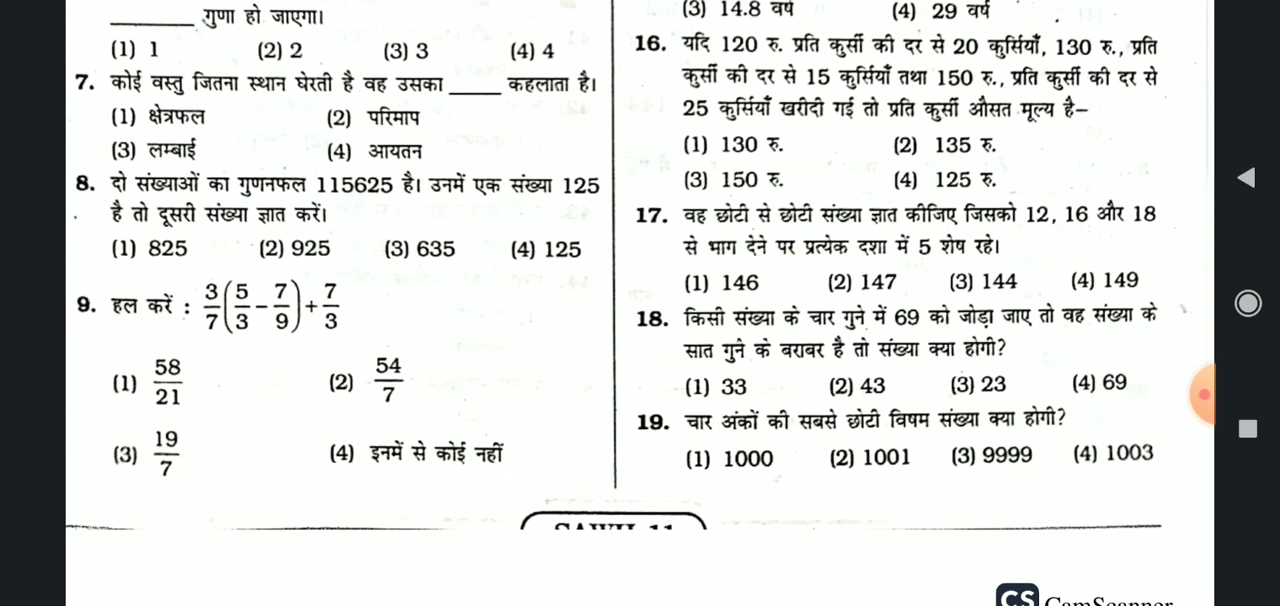 ______ गुणा हो जाएगा।
(1) 1 (2) 2 (3) 3 (4) 4
7. कोई वस्तु जितना स्थान घेरती है वह उसका ____ कहलाता है।
(1) क्षेत्रफल (2) परिमाप
(3) लम्बाई (4) आयतन
8. दो संख्याओं का गुणनफल 115625 है। उनमें एक संख्या 125
है तो दूसरी संख्या ज्ञात करें।
(1) 825 (2) 925 (3) 635 (4) 125
9. हल करें : 3/7(5/3 − 7/9) + 7/3
(1) 58/21 (2) 54/7
(3) 19/7 (4) इनमें से कोई नहीं
(3) 14.8 वर्ष (4) 29 वर्ष
16. यदि 120 रु. प्रति कुर्सी की दर से 20 कुर्सियाँ, 130 रु., प्रति
कुर्सी की दर से 15 कुर्सियाँ तथा 150 रु., प्रति कुर्सी की दर से
25 कुर्सियाँ खरीदी गई तो प्रति कुर्सी औसत मूल्य है–
(1) 130 रु. (2) 135 रु.
(3) 150 रु. (4) 125 रु.
17. वह छोटी से छोटी संख्या ज्ञात कीजिए जिसको 12, 16 और 18
से भाग देने पर प्रत्येक दशा में 5 शेष रहे।
(1) 146 (2) 147 (3) 144 (4) 149
18. किसी संख्या के चार गुने में 69 को जोड़ा जाए तो वह संख्या के
सात गुने के बराबर है तो संख्या क्या होगी?
(1) 33 (2) 43 (3) 23 (4) 69
19. चार अंकों की सबसे छोटी विषम संख्या क्या होगी?
(1) 1000 (2) 1001 (3) 9999 (4) 1003
CS CamScanner